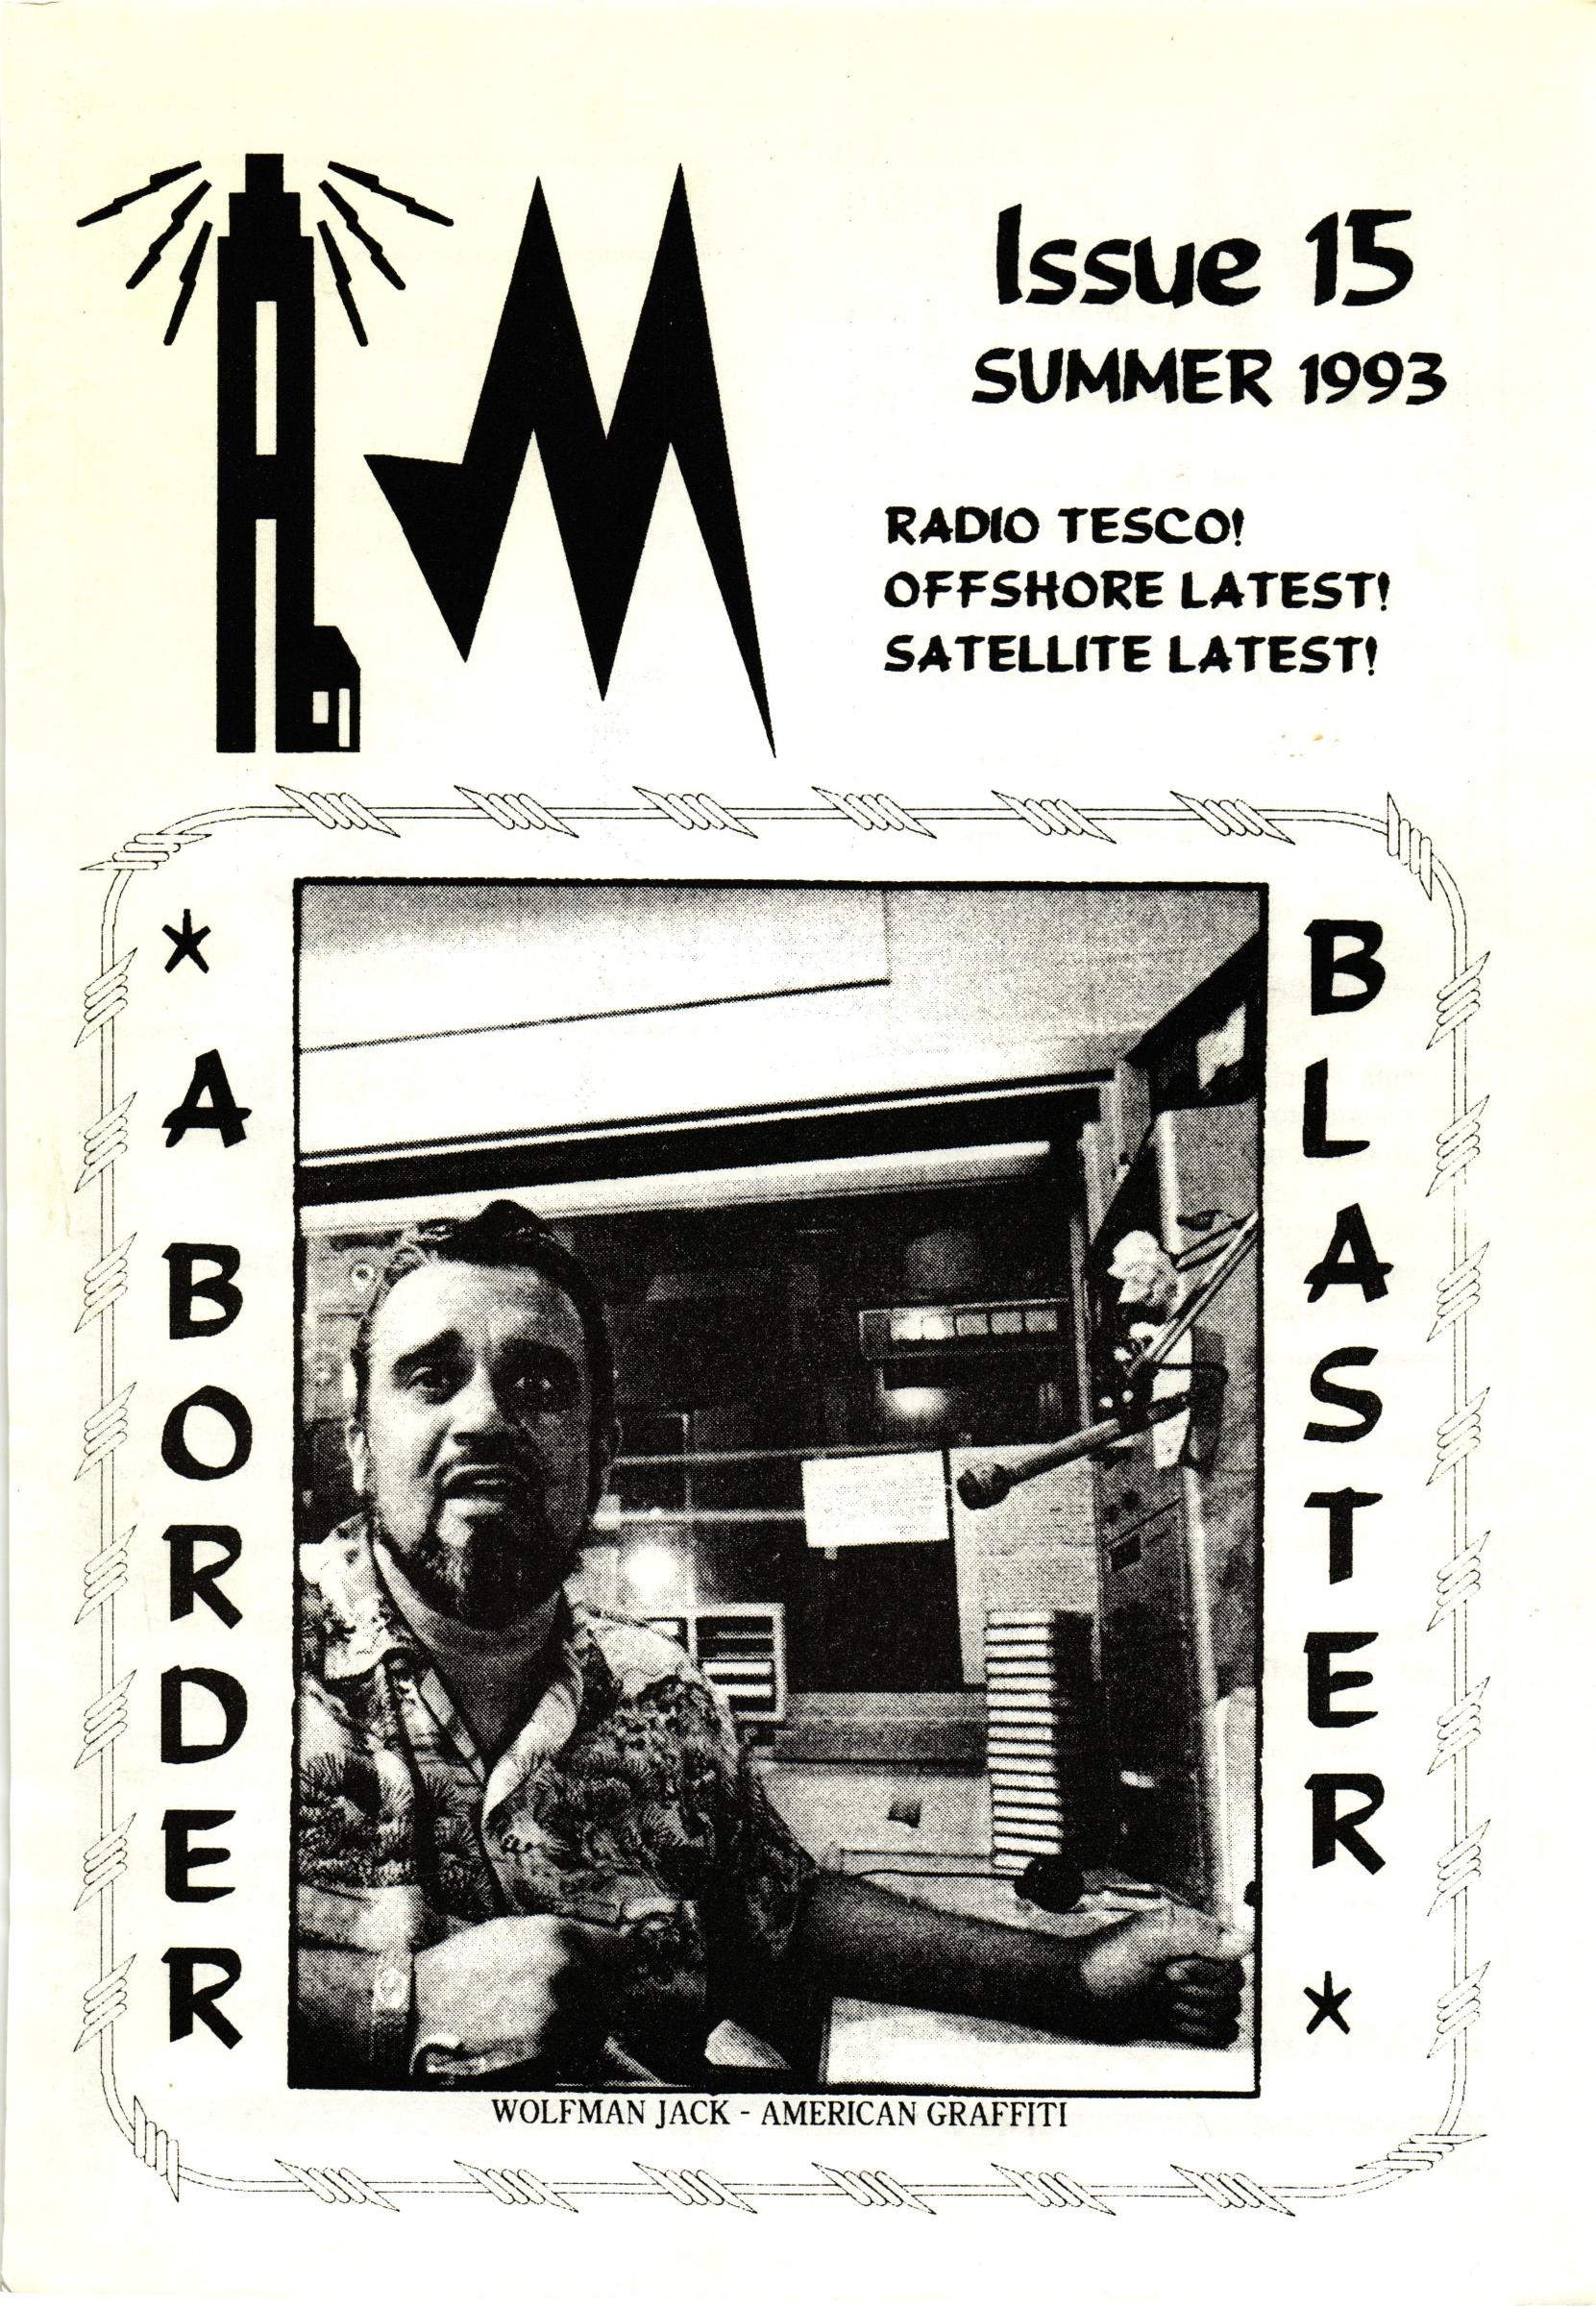 AM
Issue 15
SUMMER 1993
RADIO TESCO!
OFFSHORE LATEST!
SATELLITE LATEST!
* A BORDER
BLASTER *
WOLFMAN JACK - AMERICAN GRAFFITI